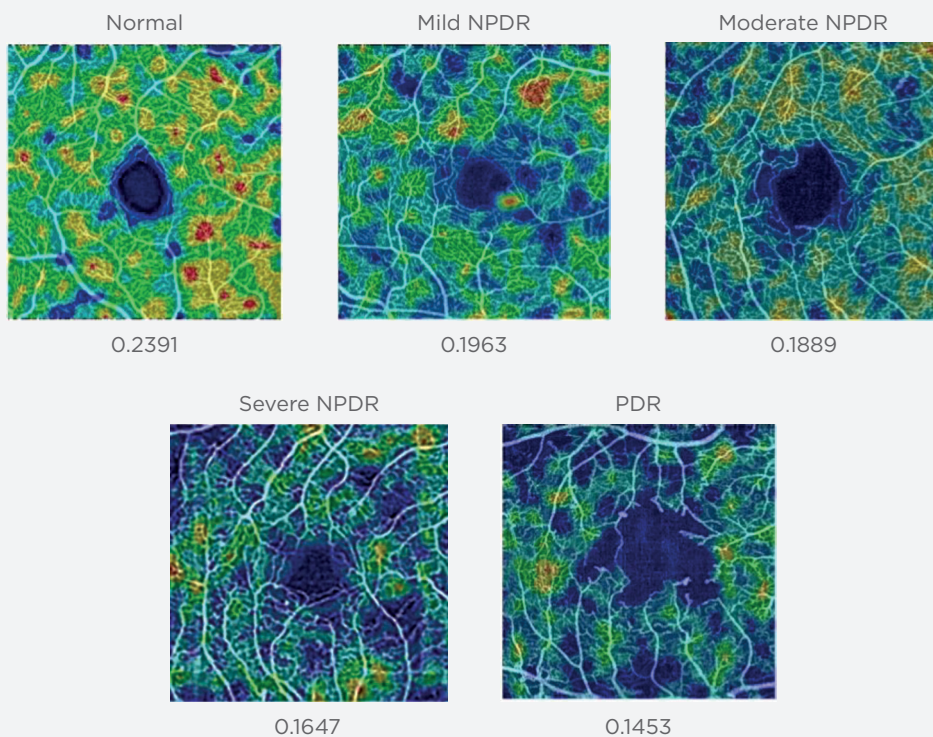 Normal
Mild NPDR
Moderate NPDR
0.2391
0.1963
0.1889
Severe NPDR
PDR
0.1647
0.1453